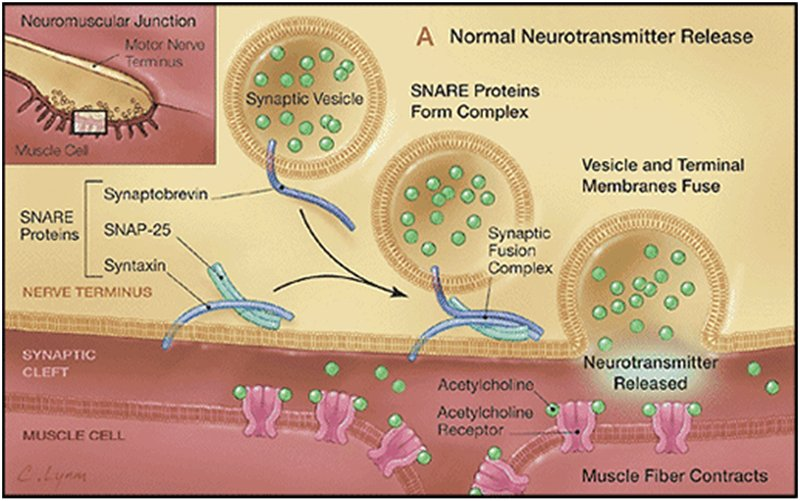 Neuromuscular Junction
Motor Nerve
Terminus
Muscle Cell
A Normal Neurotransmitter Release
Synaptic Vesicle
SNARE Proteins
Form Complex
Vesicle and Terminal
Membranes Fuse
SNARE
Proteins
Synaptobrevin
SNAP-25
Syntaxin
Synaptic
Fusion
Complex
NERVE TERMINUS
SYNAPTIC
CLEFT
Neurotransmitter
Released
Acetylcholine
Acetylcholine
Receptor
MUSCLE CELL
Muscle Fiber Contracts
C. Lynm